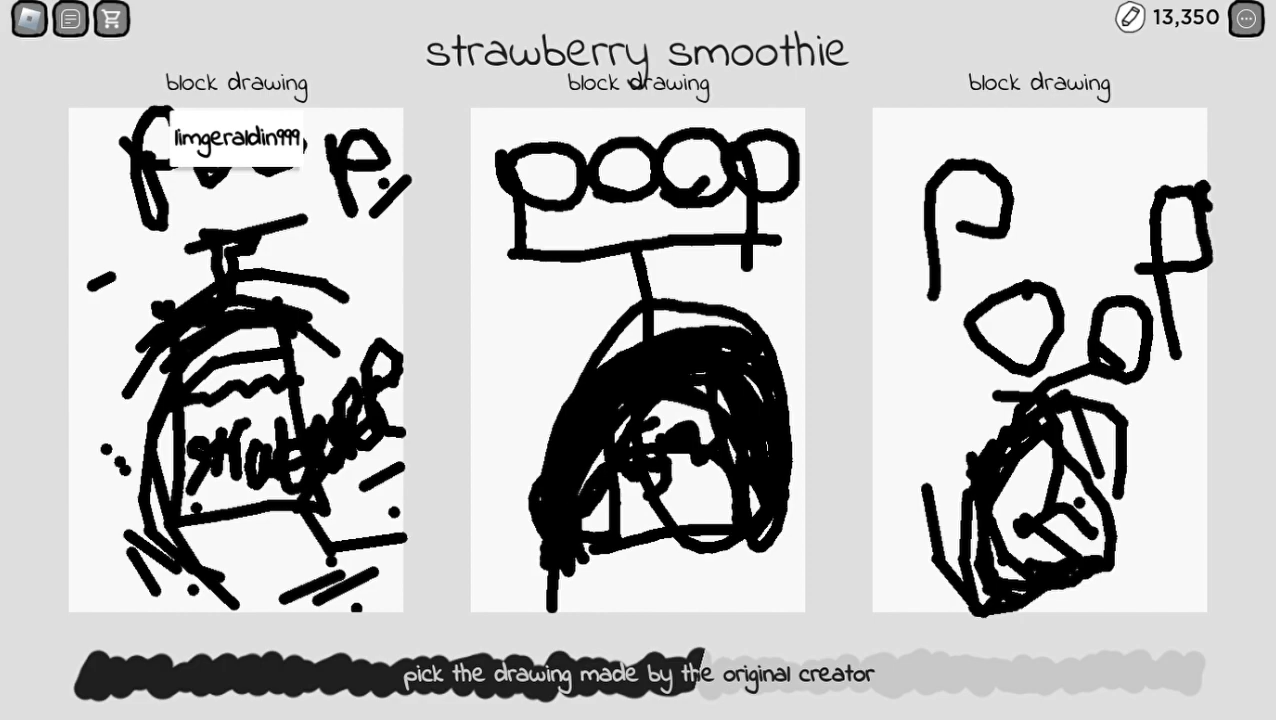 13,350
strawberry smoothie
block drawing
block drawing
block drawing
limgeraldin999
poop
poop
pick the drawing made by the original creator